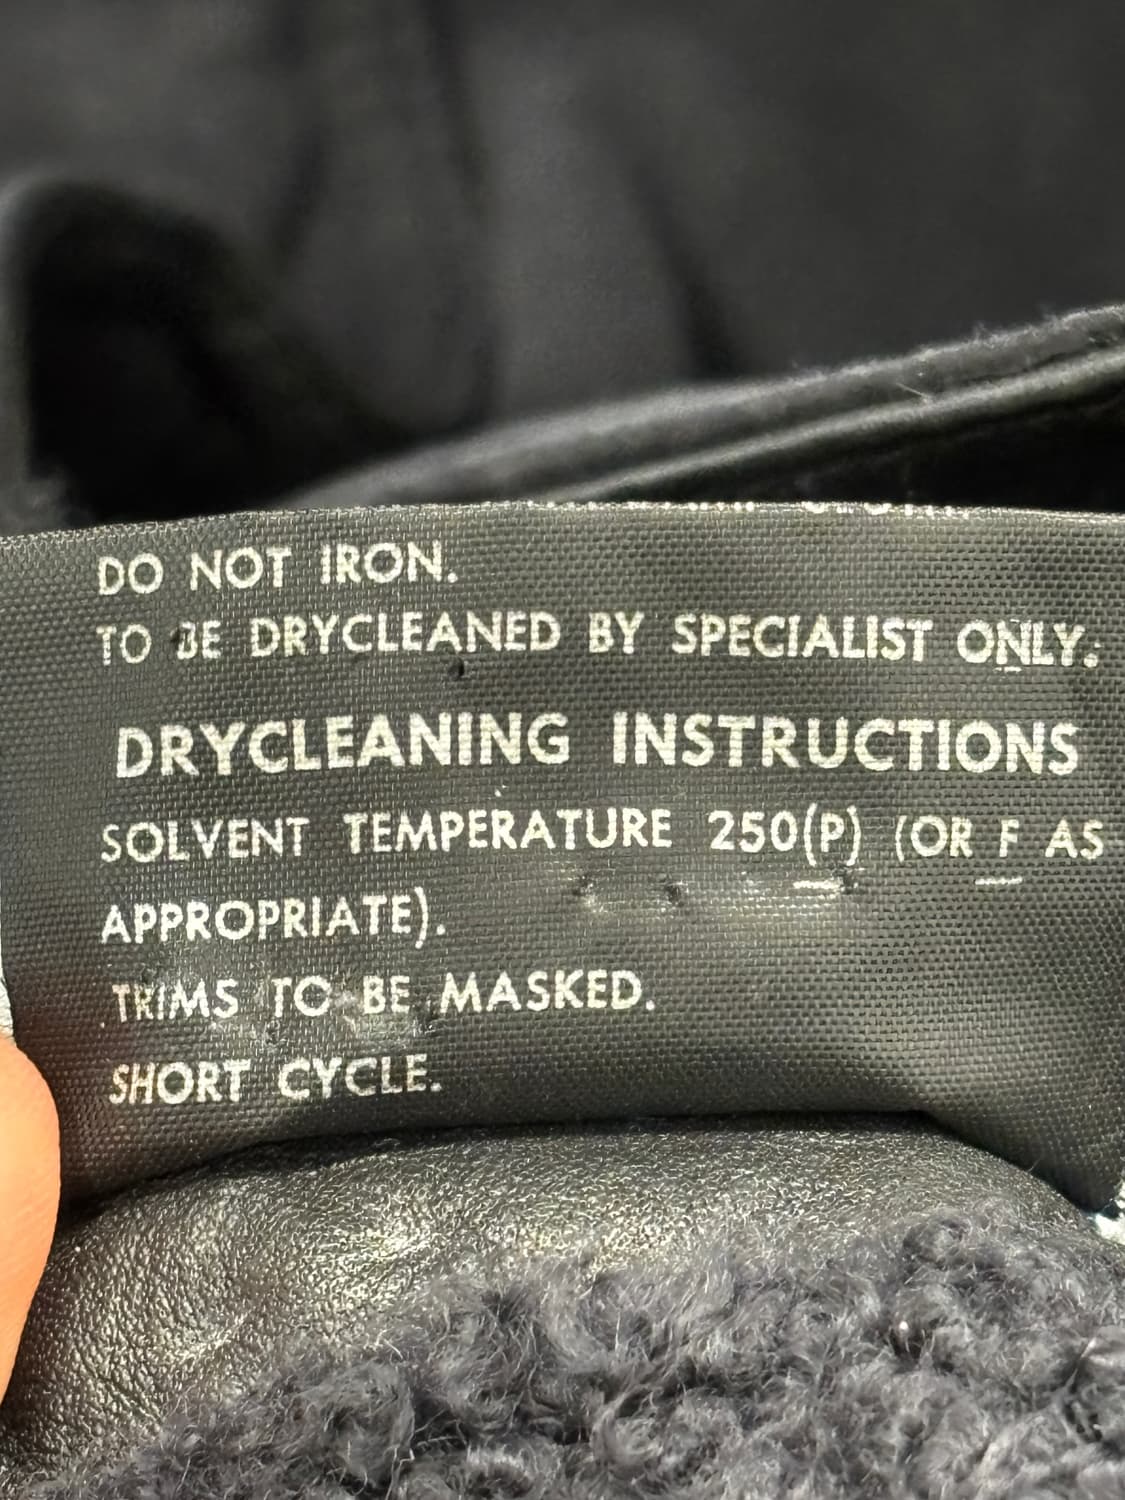 DO NOT IRON.
TO BE DRYCLEANED BY SPECIALIST ONLY.
DRYCLEANING INSTRUCTIONS
SOLVENT TEMPERATURE 250(P) (OR F AS
APPROPRIATE).
TRIMS TO BE MASKED.
SHORT CYCLE.